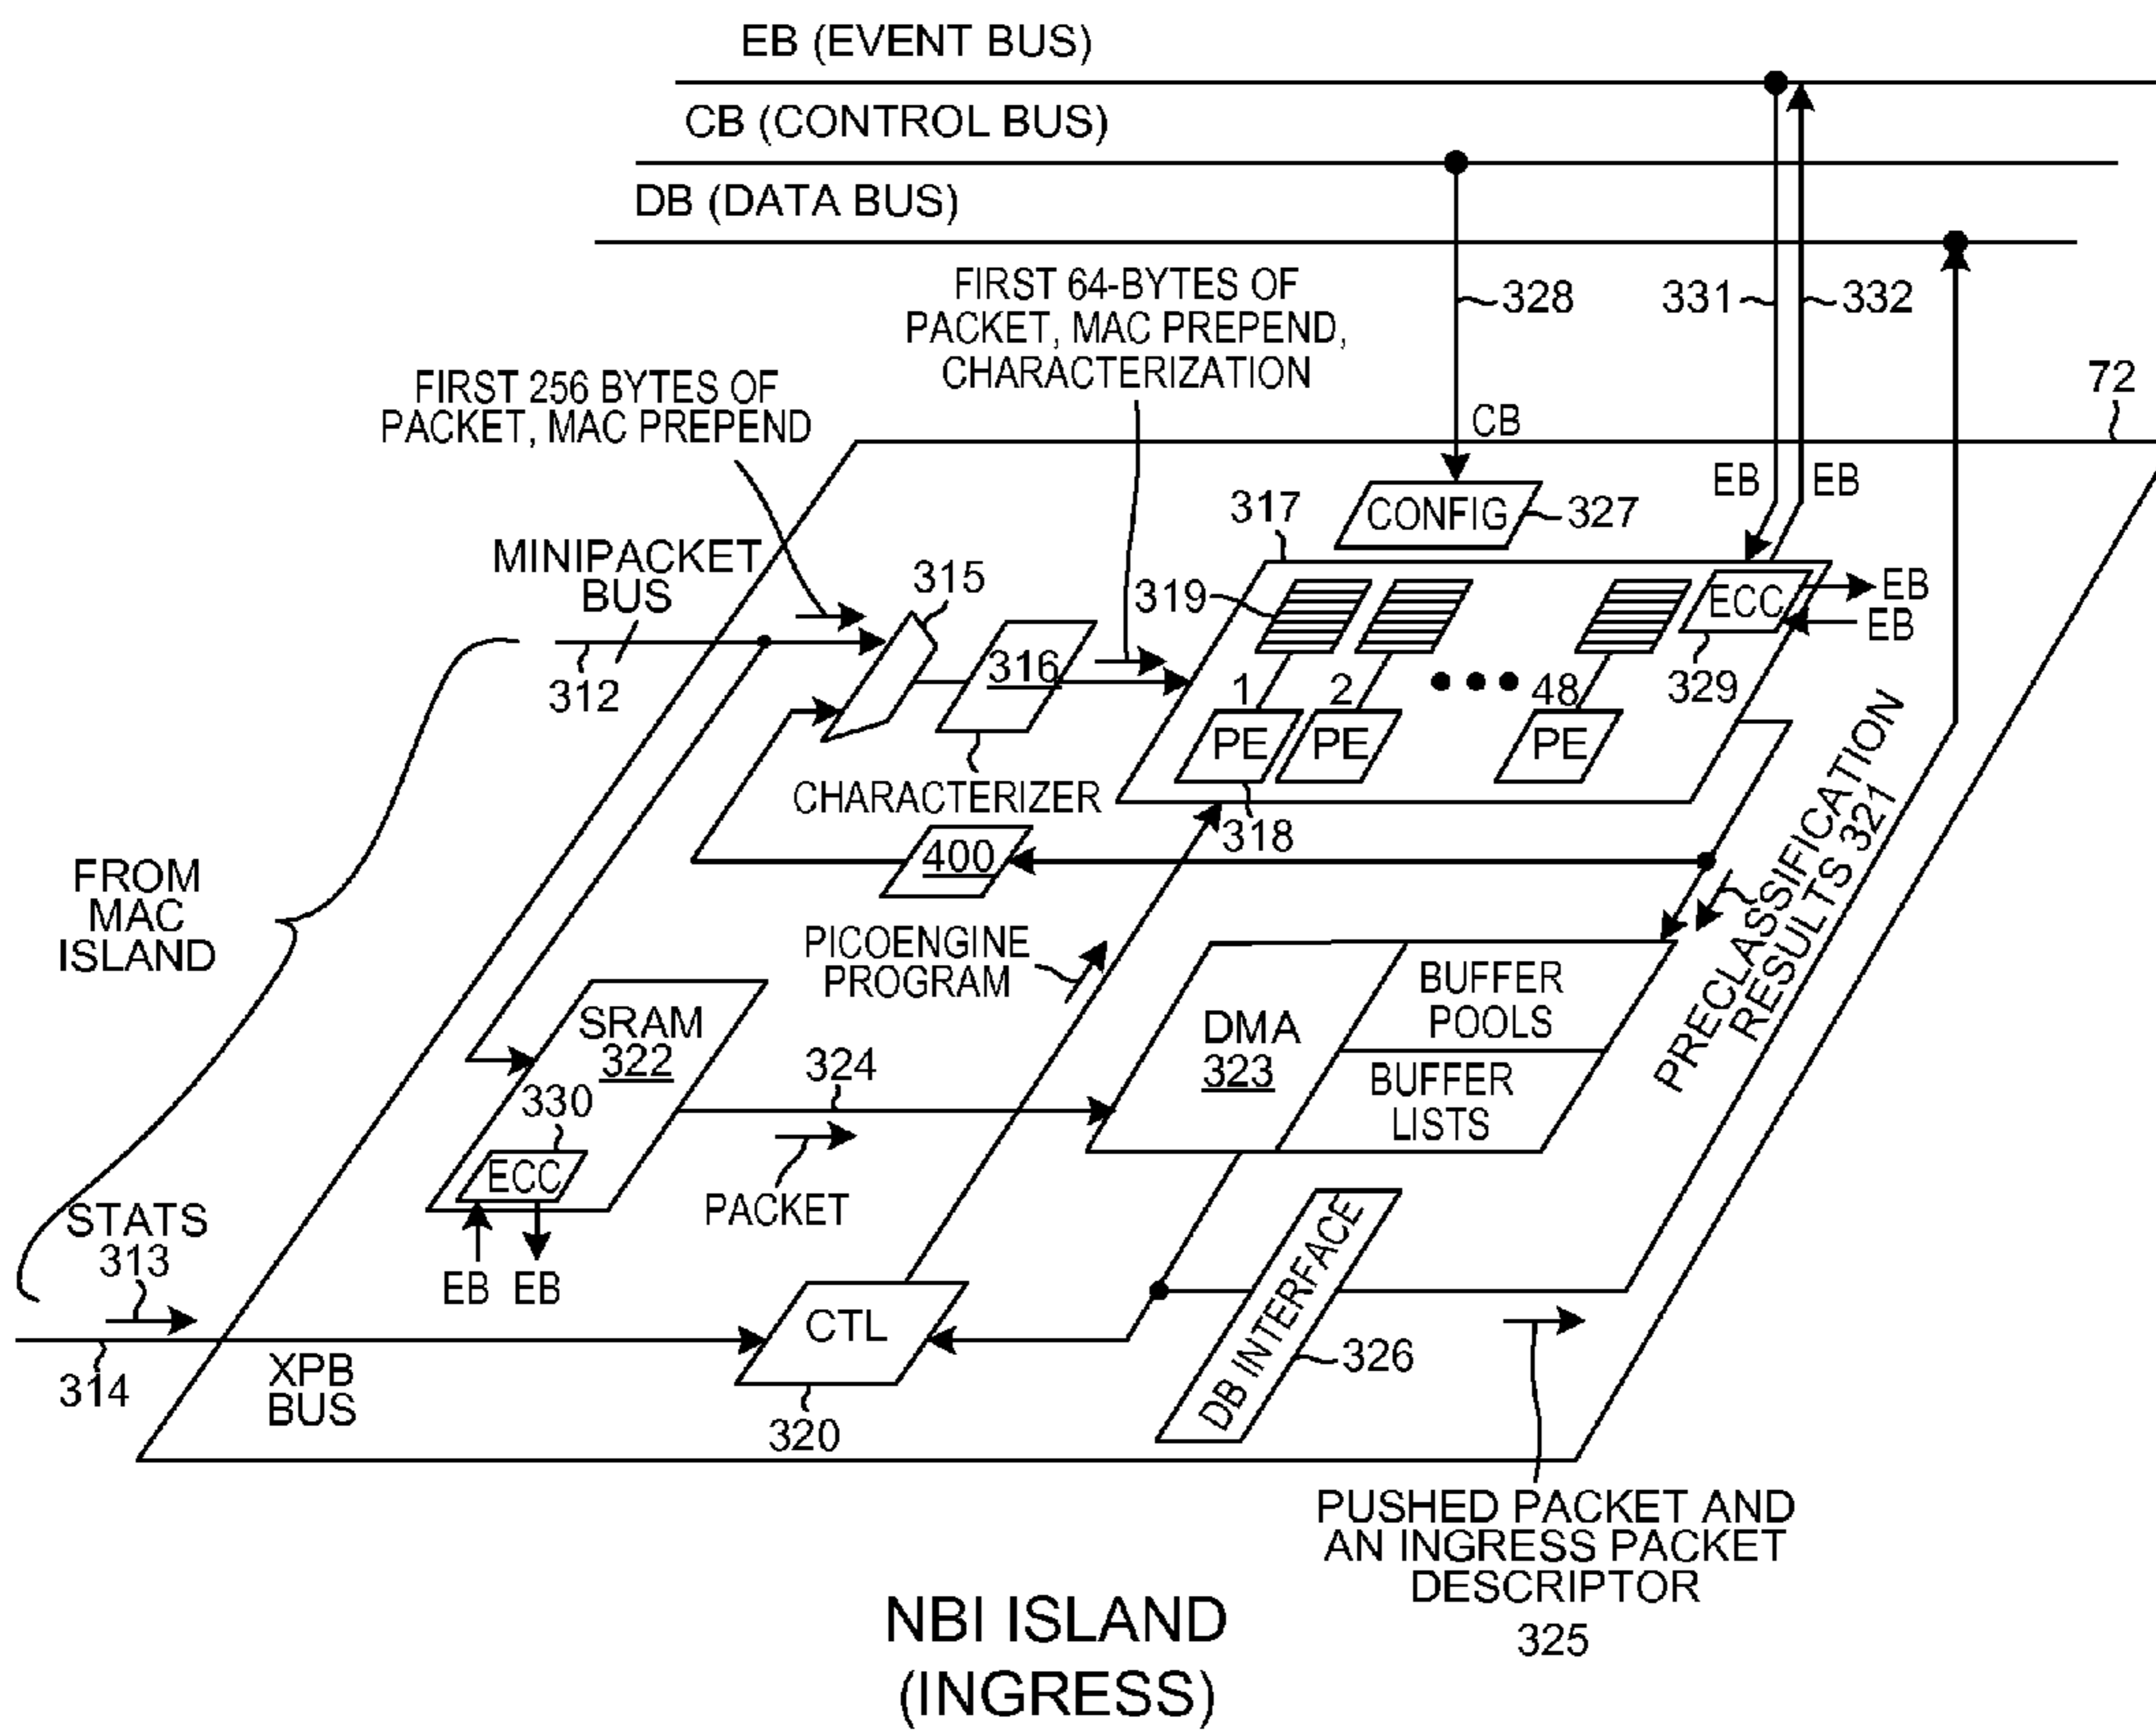 EB (EVENT BUS)
CB (CONTROL BUS)
DB (DATA BUS)
FIRST 64-BYTES OF
PACKET, MAC PREPEND,
CHARACTERIZATION
328
331
332
FIRST 256 BYTES OF
PACKET, MAC PREPEND
72
CB
EB
EB
317
CONFIG
327
MINIPACKET
BUS
315
319
ECC
EB
EB
312
316
1
2
48
329
PE
PE
PE
CHARACTERIZER
318
400
PRECLASSIFICATION
RESULTS 321
FROM
MAC
ISLAND
PICOENGINE
PROGRAM
BUFFER
POOLS
SRAM
322
DMA
323
324
BUFFER
LISTS
330
ECC
PACKET
STATS
313
EB
EB
CTL
DB INTERFACE
326
314
XPB
BUS
320
PUSHED PACKET AND
AN INGRESS PACKET
DESCRIPTOR
325
NBI ISLAND
(INGRESS)